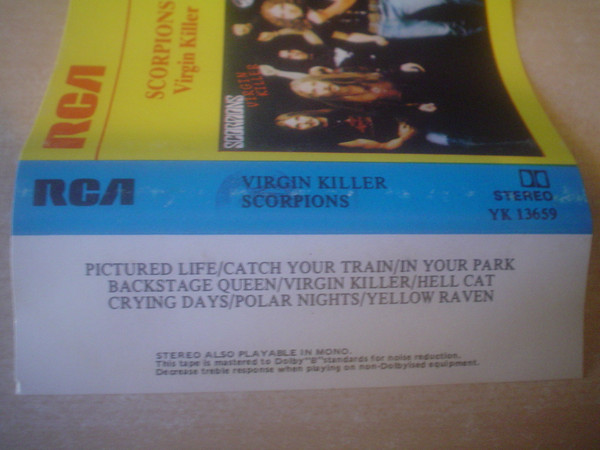 RCA
SCORPIONS
Virgin Killer
SCORPIONS
VIRGIN
KILLER
RCA
VIRGIN KILLER
SCORPIONS
STEREO
YK 13659
PICTURED LIFE/CATCH YOUR TRAIN/IN YOUR PARK
BACKSTAGE QUEEN/VIRGIN KILLER/HELL CAT
CRYING DAYS/POLAR NIGHTS/YELLOW RAVEN
STEREO ALSO PLAYABLE IN MONO.
This tape is mastered to Dolby "B" standards for noise reduction.
Decrease treble response when playing on non-Dolbyised equipment.